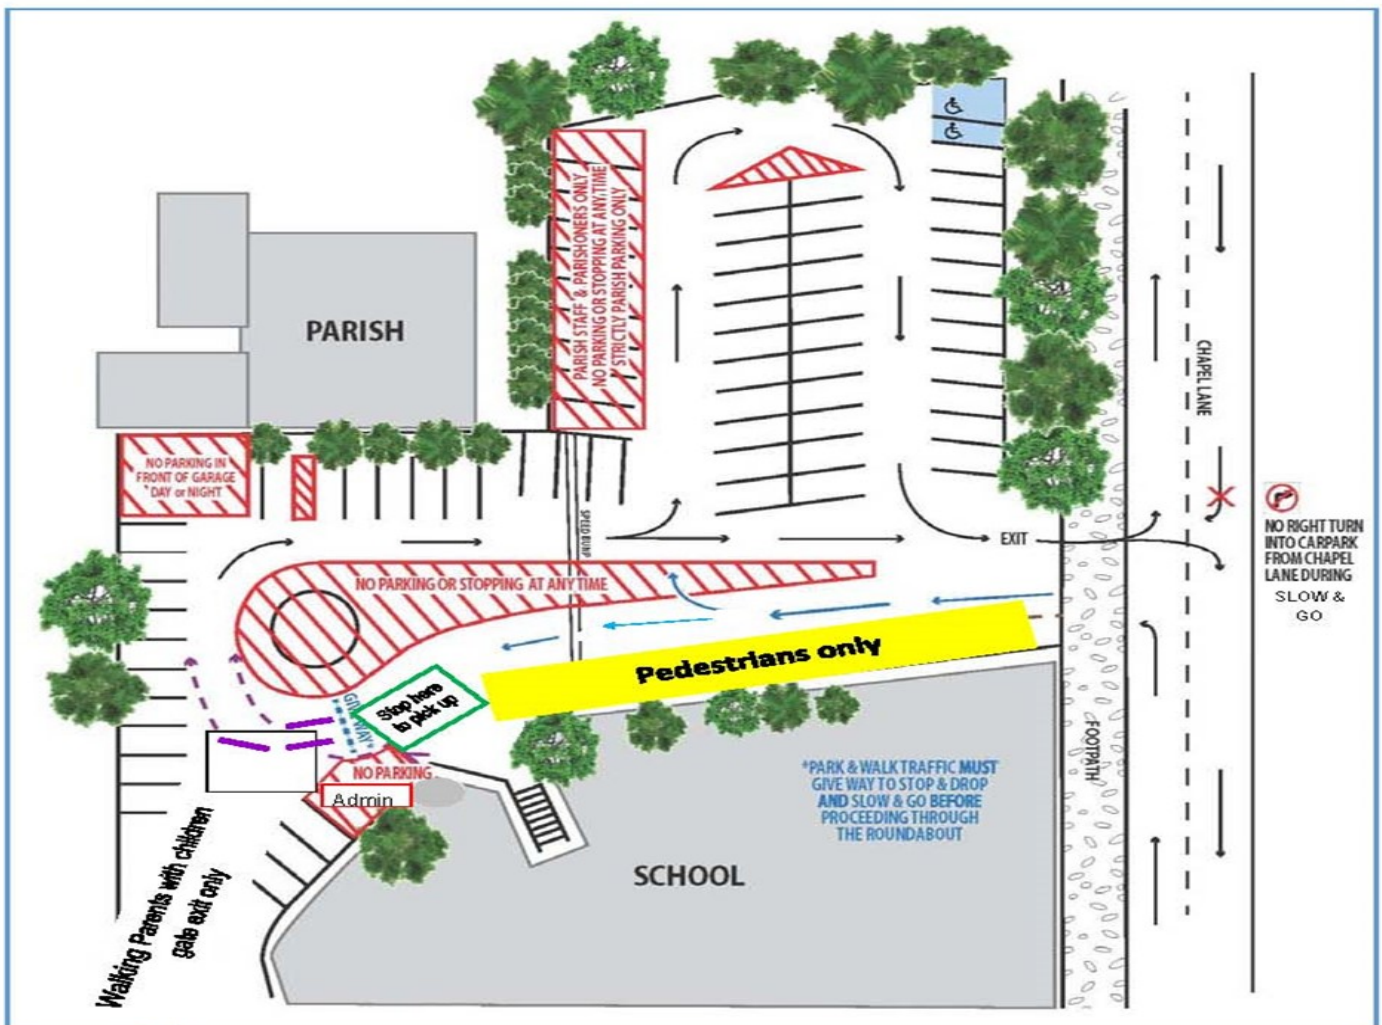 PARISH STAFF & PARISHONERS ONLY
NO PARKING OR STOPPING AT ANY TIME
STRICTLY PARISH PARKING ONLY
PARISH
CHAPEL LANE
NO PARKING IN
FRONT OF GARAGE
DAY or NIGHT
NO RIGHT TURN
INTO CARPARK
FROM CHAPEL
LANE DURING
SLOW &
GO
SPEED BUMP
EXIT
NO PARKING OR STOPPING AT ANY TIME
Pedestrians only
Stop here
to pick up
GIVE WAY*
FOOTPATH
NO PARKING
Admin
*PARK & WALK TRAFFIC MUST
GIVE WAY TO STOP & DROP
AND SLOW & GO BEFORE
PROCEEDING THROUGH
THE ROUNDABOUT
SCHOOL
Walking Parents with children
gate exit only